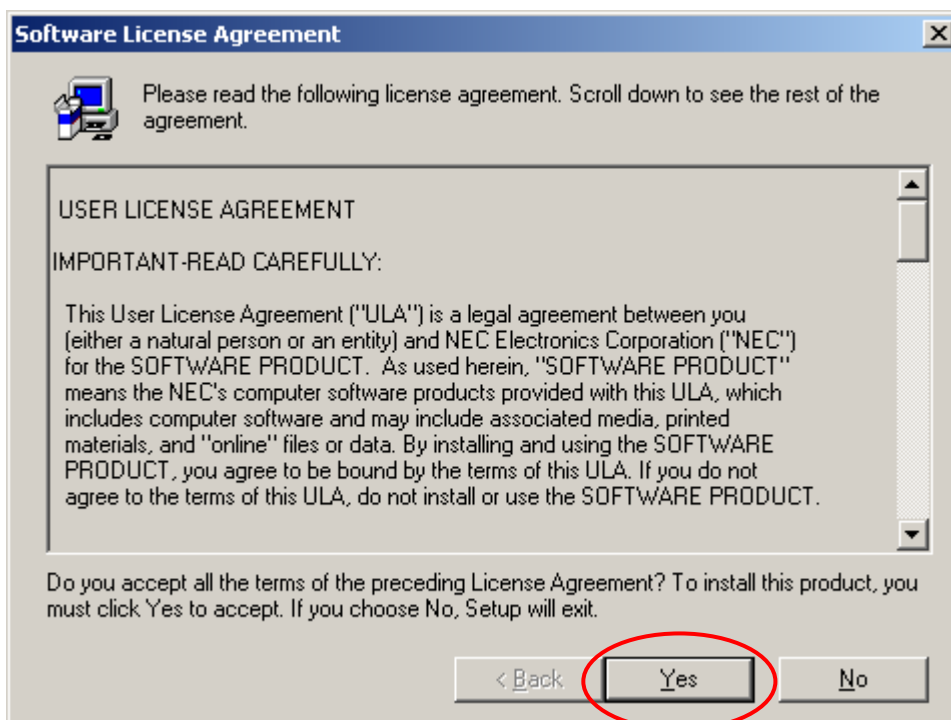 Software License Agreement
Please read the following license agreement. Scroll down to see the rest of the
agreement.
USER LICENSE AGREEMENT
IMPORTANT-READ CAREFULLY:
This User License Agreement ("ULA") is a legal agreement between you
(either a natural person or an entity) and NEC Electronics Corporation ("NEC")
for the SOFTWARE PRODUCT.  As used herein, "SOFTWARE PRODUCT"
means the NEC's computer software products provided with this ULA, which
includes computer software and may include associated media, printed
materials, and "online" files or data. By installing and using the SOFTWARE
PRODUCT, you agree to be bound by the terms of this ULA. If you do not
agree to the terms of this ULA, do not install or use the SOFTWARE PRODUCT.
Do you accept all the terms of the preceding License Agreement? To install this product, you
must click Yes to accept. If you choose No, Setup will exit.
< Back Yes No